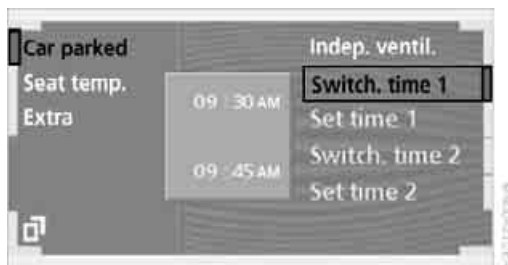 Car parked
Seat temp.
Extra
09 : 30 AM
09 : 45 AM
Indep. ventil.
Switch. time 1
Set time 1
Switch. time 2
Set time 2